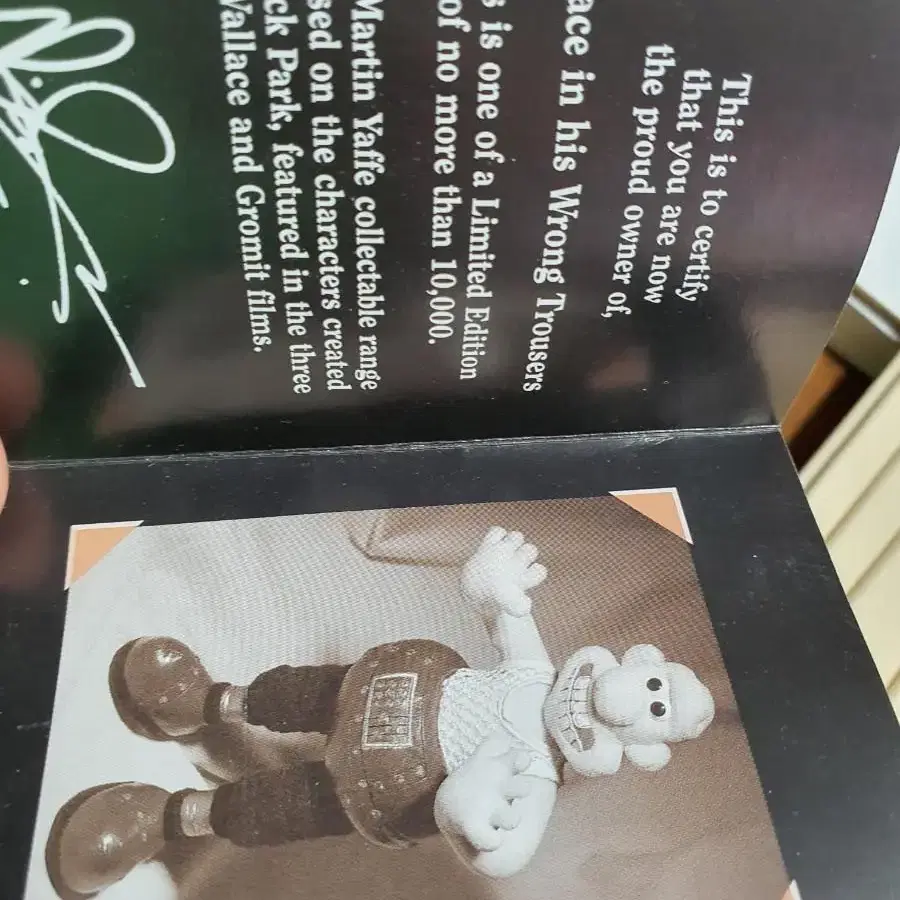 This is to certify
that you are now
the proud owner of,
ace in his Wrong Trousers
s is one of a Limited Edition
of no more than 10,000.
Martin Yaffe collectable range
sed on the characters created
ck Park, featured in the three
Wallace and Gromit films.